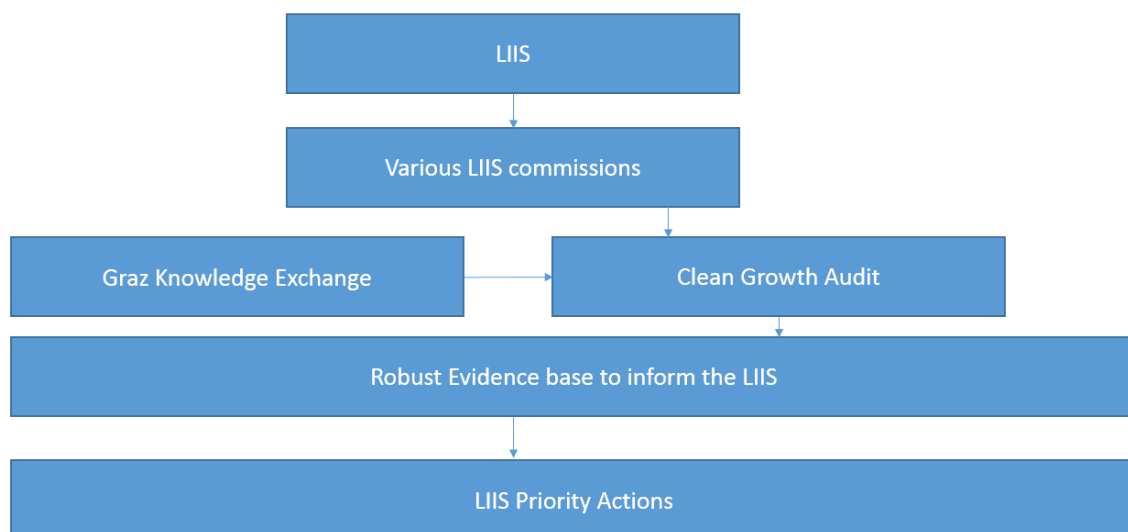 LIIS
Various LIIS commissions
Graz Knowledge Exchange
Clean Growth Audit
Robust Evidence base to inform the LIIS
LIIS Priority Actions